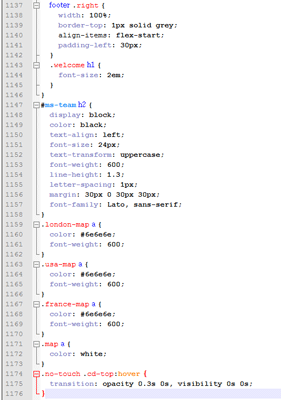 1137 footer .right {
1138 width: 100%;
1139 border-top: 1px solid grey;
1140 align-items: flex-start;
1141 padding-left: 30px;
1142 }
1143 .welcome h1 {
1144 font-size: 2em;
1145 }
1146 }
1147 #ms-team h2 {
1148 display: block;
1149 color: black;
1150 text-align: left;
1151 font-size: 24px;
1152 text-transform: uppercase;
1153 font-weight: 600;
1154 line-height: 1.3;
1155 letter-spacing: 1px;
1156 margin: 30px 0 30px 30px;
1157 font-family: Lato, sans-serif;
1158 }
1159 .london-map a {
1160 color: #6e6e6e;
1161 font-weight: 600;
1162 }
1163 .usa-map a {
1164 color: #6e6e6e;
1165 font-weight: 600;
1166 }
1167 .france-map a {
1168 color: #6e6e6e;
1169 font-weight: 600;
1170 }
1171 .map a {
1172 color: white;
1173 }
1174 .no-touch .cd-top:hover {
1175 transition: opacity 0.3s 0s, visibility 0s 0s;
1176 }